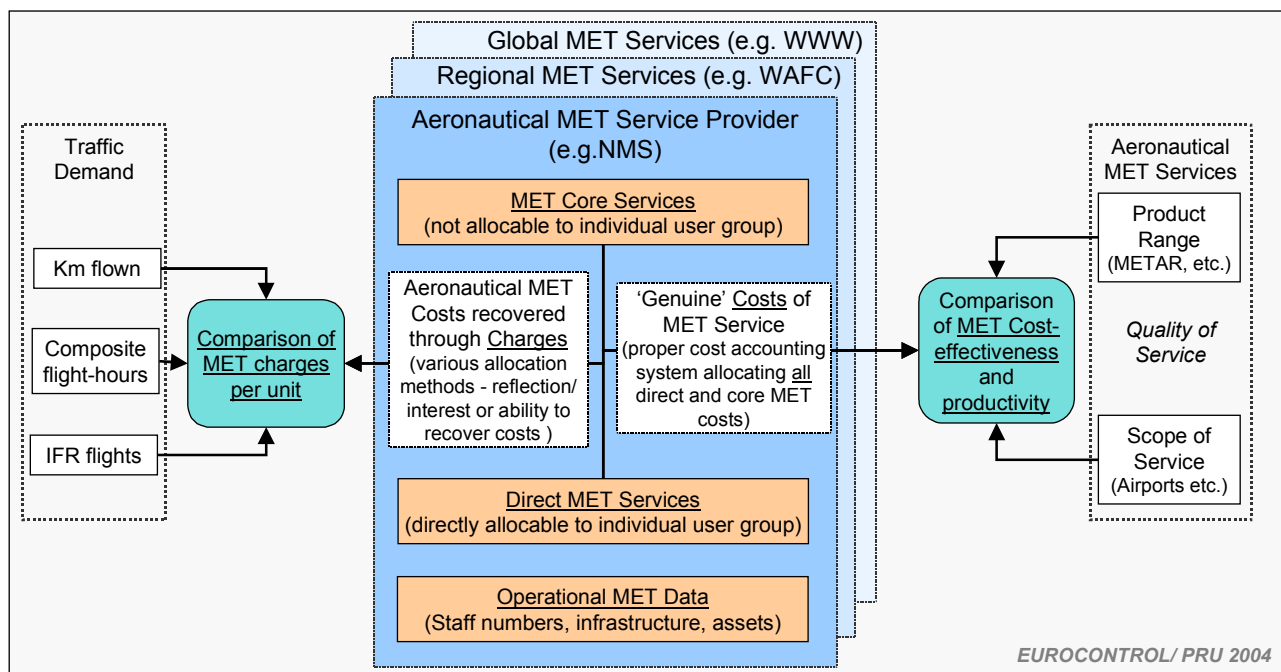 Global MET Services (e.g. WWW)
Regional MET Services (e.g. WAFC)
Aeronautical MET Service Provider
(e.g.NMS)
Traffic
Demand
Km flown
Composite
flight-hours
IFR flights
Comparison of
MET charges
per unit
MET Core Services
(not allocable to individual user group)
Aeronautical MET
Costs recovered
through Charges
(various allocation
methods - reflection/
interest or ability to
recover costs )
‘Genuine’ Costs of
MET Service
(proper cost accounting
system allocating all
direct and core MET
costs)
Direct MET Services
(directly allocable to individual user group)
Operational MET Data
(Staff numbers, infrastructure, assets)
Comparison
of MET Cost-
effectiveness
and
productivity
Aeronautical
MET Services
Product
Range
(METAR, etc.)
Quality of
Service
Scope of
Service
(Airports etc.)
EUROCONTROL/ PRU 2004